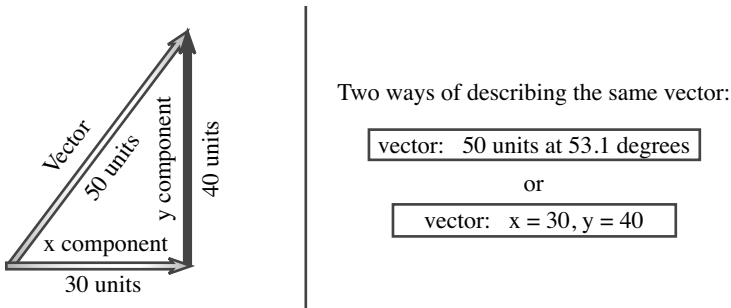 Vector
50 units
y component
40 units
x component
30 units
Two ways of describing the same vector:
vector: 50 units at 53.1 degrees
or
vector: x = 30, y = 40